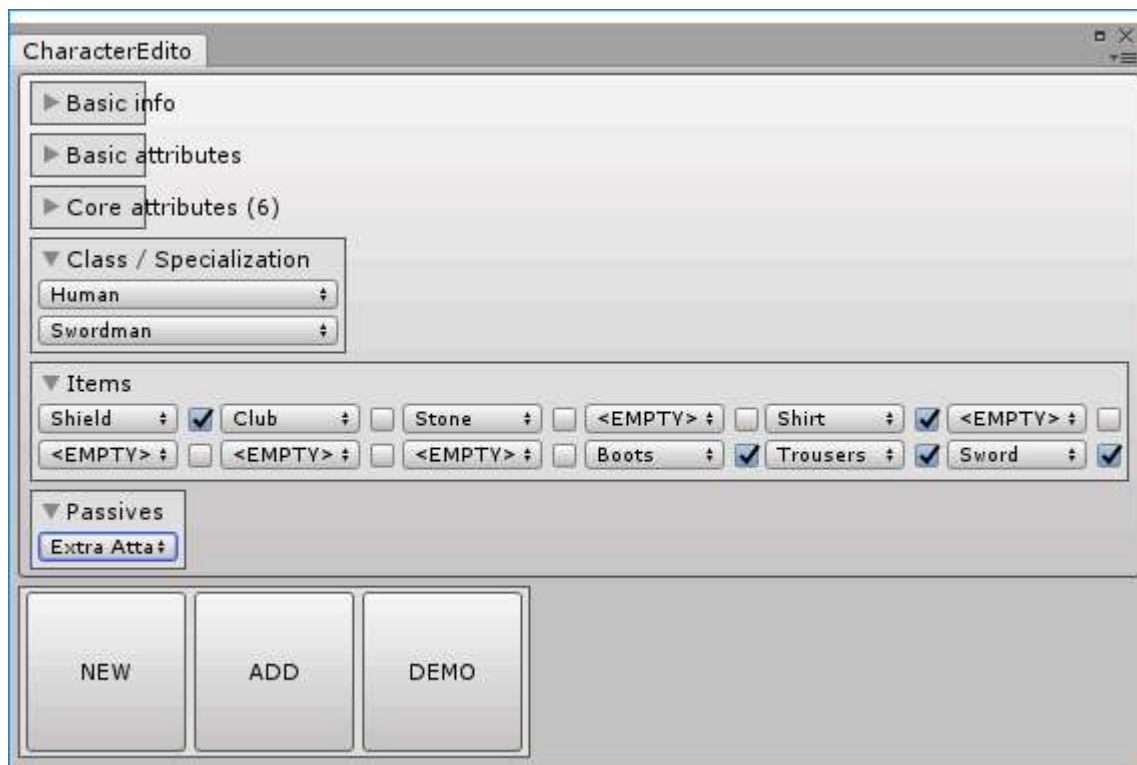 CharacterEdito
Basic info
Basic attributes
Core attributes (6)
Class / Specialization
Human
Swordman
Items
Shield Club Stone <EMPTY> Shirt <EMPTY>
<EMPTY> <EMPTY> <EMPTY> Boots Trousers Sword
Passives
Extra Atta
NEW ADD DEMO